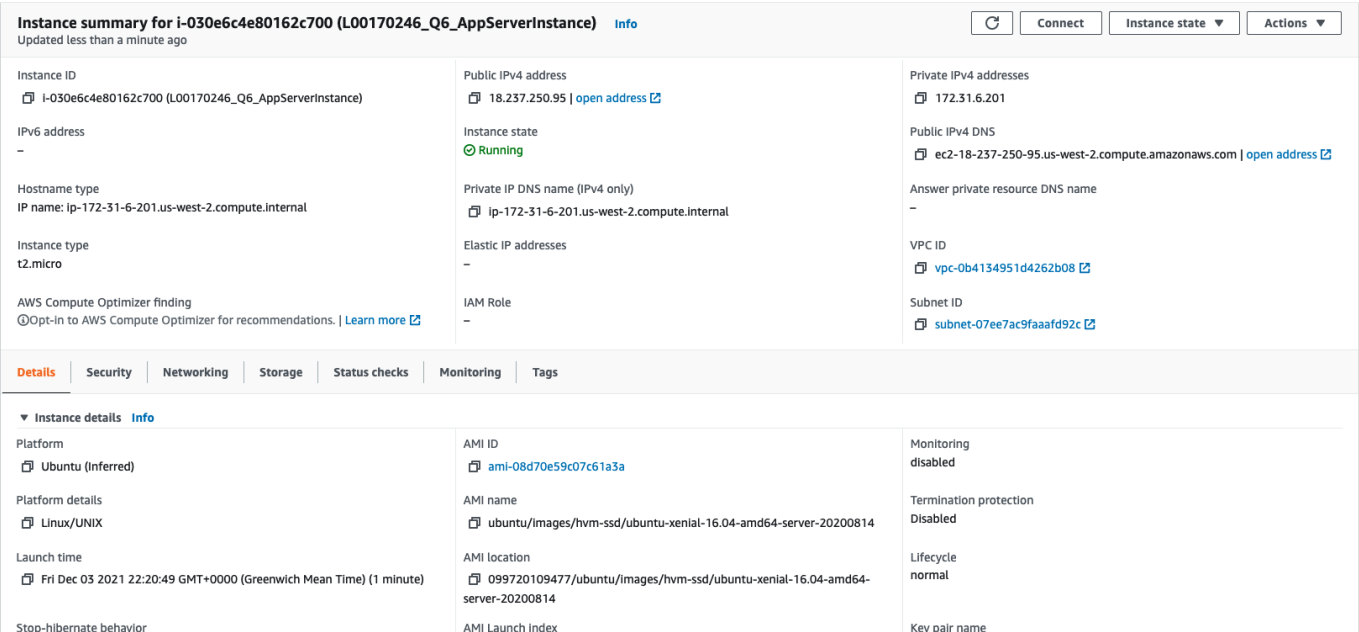 Instance summary for i-030e6c4e80162c700 (L00170246_Q6_AppServerInstance) Info
Updated less than a minute ago
Connect
Instance state
Actions
Instance ID
i-030e6c4e80162c700 (L00170246_Q6_AppServerInstance)
Public IPv4 address
18.237.250.95 | open address
Private IPv4 addresses
172.31.6.201
IPv6 address
–
Instance state
Running
Public IPv4 DNS
ec2-18-237-250-95.us-west-2.compute.amazonaws.com | open address
Hostname type
IP name: ip-172-31-6-201.us-west-2.compute.internal
Private IP DNS name (IPv4 only)
ip-172-31-6-201.us-west-2.compute.internal
Answer private resource DNS name
–
Instance type
t2.micro
Elastic IP addresses
–
VPC ID
vpc-0b4134951d4262b08
AWS Compute Optimizer finding
Opt-in to AWS Compute Optimizer for recommendations. | Learn more
IAM Role
–
Subnet ID
subnet-07ee7ac9faaafd92c
Details
Security
Networking
Storage
Status checks
Monitoring
Tags
Instance details Info
Platform
Ubuntu (Inferred)
AMI ID
ami-08d70e59c07c61a3a
Monitoring
disabled
Platform details
Linux/UNIX
AMI name
ubuntu/images/hvm-ssd/ubuntu-xenial-16.04-amd64-server-20200814
Termination protection
Disabled
Launch time
Fri Dec 03 2021 22:20:49 GMT+0000 (Greenwich Mean Time) (1 minute)
AMI location
099720109477/ubuntu/images/hvm-ssd/ubuntu-xenial-16.04-amd64-
server-20200814
Lifecycle
normal
Stop-hibernate behavior
AMI Launch index
Key pair name